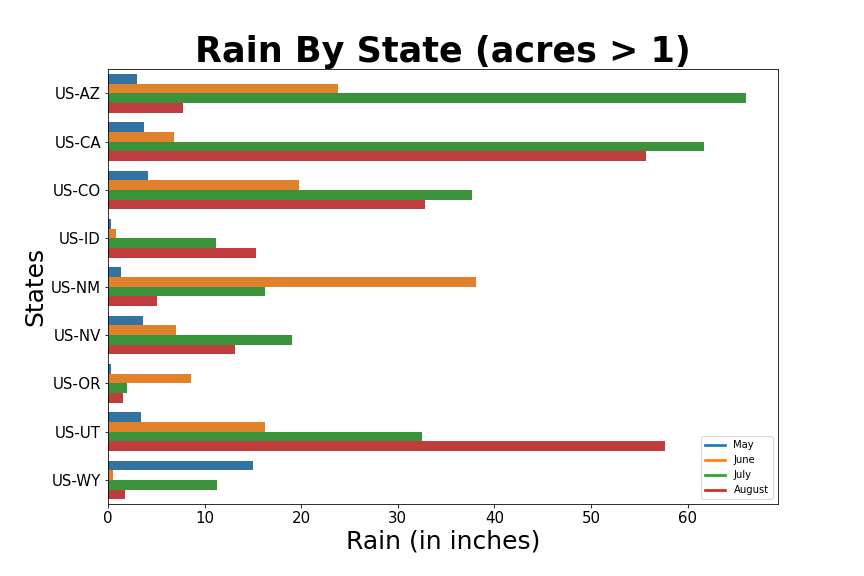 Rain By State (acres > 1)
States
US-AZ
US-CA
US-CO
US-ID
US-NM
US-NV
US-OR
US-UT
US-WY
May
June
July
August
0 10 20 30 40 50 60
Rain (in inches)